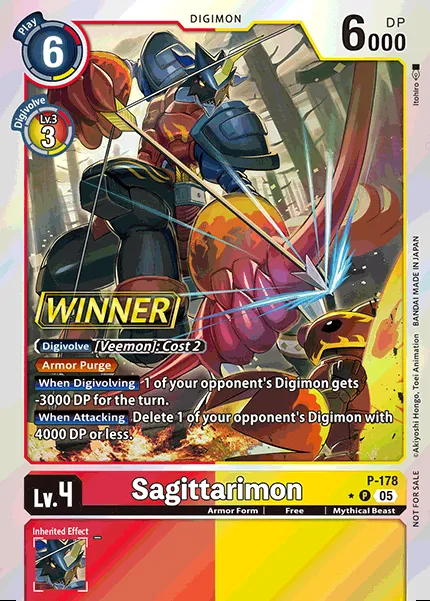 DIGIMON
Play
6
6000
DP
Digivolve
Lv.3
3
Itohiro
WINNER
Digivolve [Veemon]: Cost 2
Armor Purge
When Digivolving 1 of your opponent's Digimon gets
-3000 DP for the turn.
When Attacking Delete 1 of your opponent's Digimon with
4000 DP or less.
©Akiyoshi Hongo, Toei Animation BANDAI MADE IN JAPAN
NOT FOR SALE
Lv.4
Sagittarimon
P-178
P 05
Armor Form | Free | Mythical Beast
Inherited Effect
-